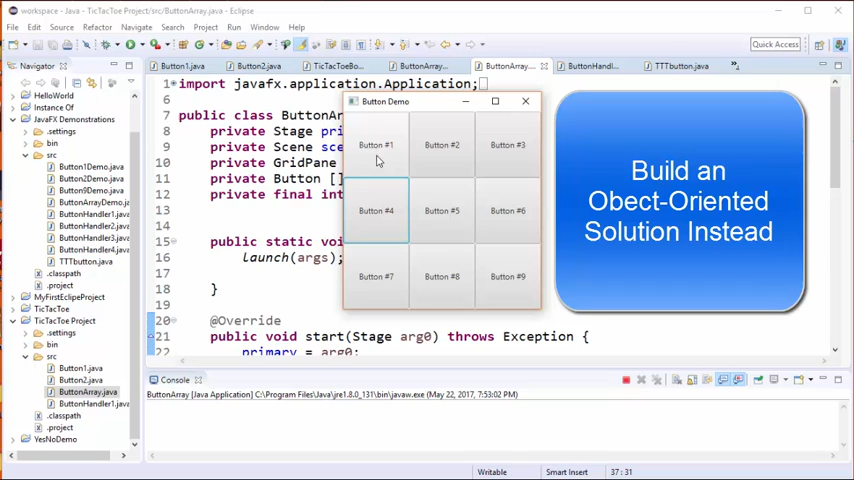 workspace - TicTacToe Project/src/ButtonArray.java - Eclipse
File Edit Source Refactor Navigate Search Project Run Window Help
Quick Access
Navigator
HelloWorld
Instance Of
JavaFX Demonstrations
.settings
bin
src
Button1Demo.java
Button2Demo.java
Button9Demo.java
ButtonArrayDemo.java
ButtonHandler1.java
ButtonHandler2.java
ButtonHandler3.java
ButtonHandler4.java
TTTbutton.java
.classpath
.project
MyFirstEclipeProject
TicTacToe
TicTacToe Project
.settings
bin
src
Button1.java
Button2.java
ButtonArray.java
ButtonHandler1.java
.classpath
.project
YesNoDemo
Button1.java Button2.java TicTacToeBo... ButtonArray... ButtonArray.... ButtonHandl... TTTbutton.java
1 import javafx.application.Application;
6
7 public class ButtonAr
8 private Stage pri
9 private Scene sce
10 private GridPane
11 private Button []
12 private final int
13
14
15 public static voi
16 launch(args);
17
18 }
19
20 @Override
21 public void start(Stage arg0) throws Exception {
22 primary = arg0;
Button Demo
Button #1 Button #2 Button #3
Button #4 Button #5 Button #6
Button #7 Button #8 Button #9
Build an
Obect-Oriented
Solution Instead
Console
ButtonArray [Java Application] C:\Program Files\Java\jre1.8.0_131\bin\javaw.exe (May 22, 2017, 7:53:02 PM)
Writable Smart Insert 37 : 31